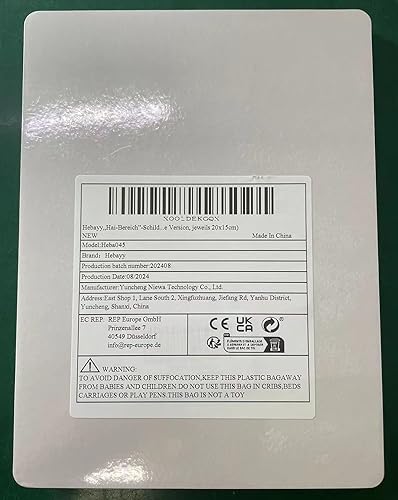 X001DEKGQX
Hebayy,,Hai-Bereich"-Schild...e Version, jeweils 20x15cm)
NEW Made In China
Model:Heba045
Brand: Hebayy
Production batch number:202408
Production Date:08/2024
Manufacturer:Yuncheng Niewa Technology Co., Ltd.
Address:East Shop 1, Lane South 2, Xingfuzhuang, Jiefang Rd, Yanhu District,
Yuncheng, Shanxi, China
EC REP: REP Europe GmbH
Prinzenallee 7
40549 Düsseldorf
info@rep-europe.de
CE UK CA
WARNING:
TO AVOID DANGER OF SUFFOCATION,KEEP THIS PLASTIC BAGAWAY
FROM BABIES AND CHILDREN.DO NOT USE THIS BAG IN CRIBS,BEDS
CARRIAGES OR PLAY PENS.THIS BAG IS NOT A TOY